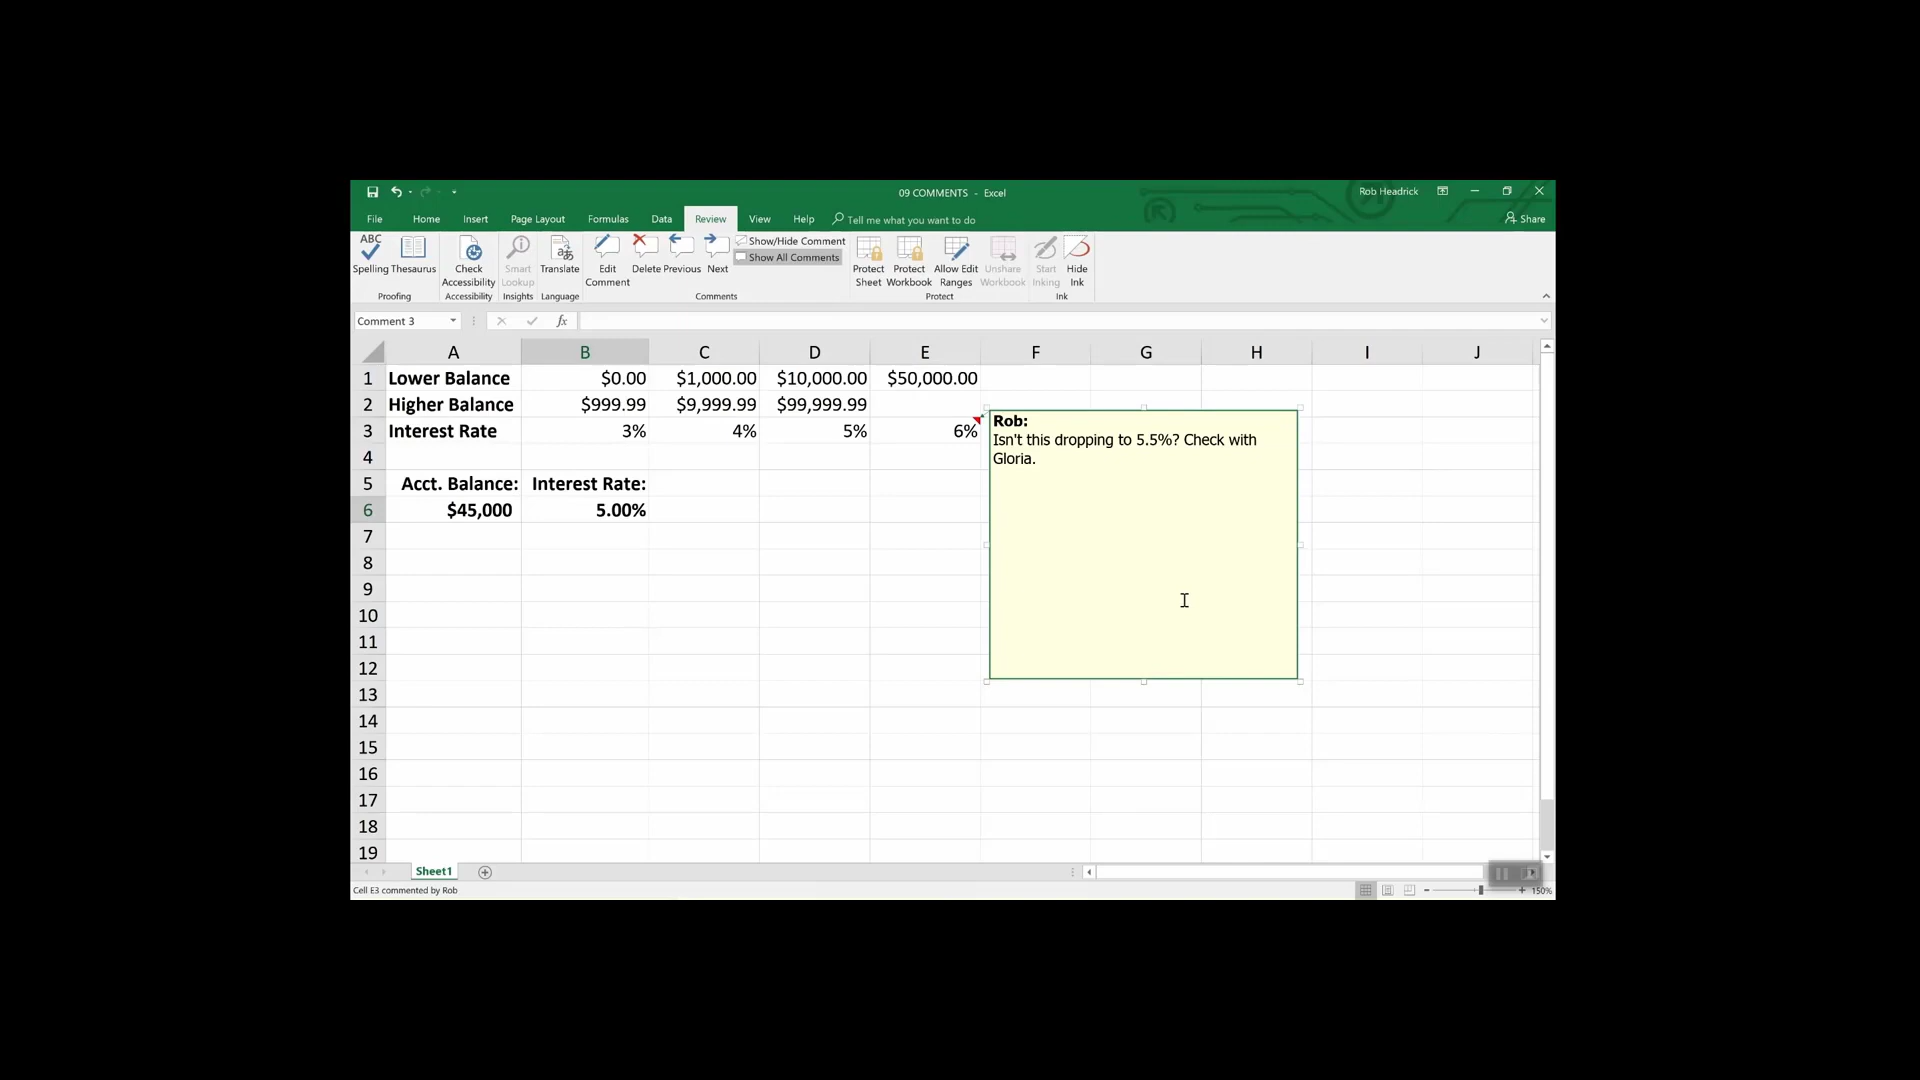 09 COMMENTS - Excel
Rob Headrick
File Home Insert Page Layout Formulas Data Review View Help Tell me what you want to do Share
ABC
Spelling Thesaurus Check Accessibility Smart Lookup Translate Edit Comment Delete Previous Next Show/Hide Comment Show All Comments Protect Sheet Protect Workbook Allow Edit Ranges Unshare Workbook Start Inking Hide Ink
Proofing Accessibility Insights Language Comments Protect Ink
Comment 3 fx
A B C D E F G H I J
1 Lower Balance $0.00 $1,000.00 $10,000.00 $50,000.00
2 Higher Balance $999.99 $9,999.99 $99,999.99
3 Interest Rate 3% 4% 5% 6%
Rob:
Isn't this dropping to 5.5%? Check with
Gloria.
4
5 Acct. Balance: Interest Rate:
6 $45,000 5.00%
7
8
9
10
11
12
13
14
15
16
17
18
19
Sheet1
Cell E3 commented by Rob
150%